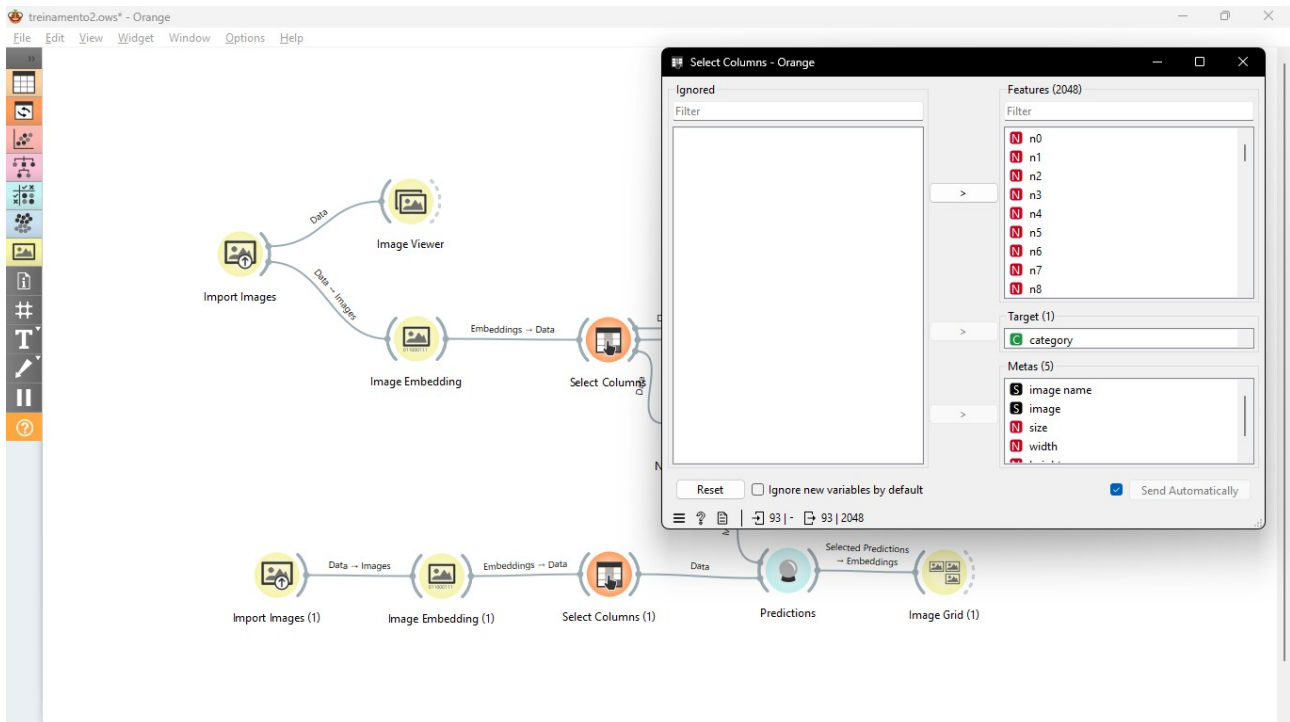 treinamento2.ows* - Orange
File Edit View Widget Window Options Help
Select Columns - Orange
Ignored
Filter
Features (2048)
Filter
n0
n1
n2
n3
n4
n5
n6
n7
n8
>
Target (1)
category
>
Metas (5)
image name
image
size
width
>
Reset
Ignore new variables by default
Send Automatically
93 | -
93 | 2048
Data
Image Viewer
Import Images
Data → Images
Image Embedding
Embeddings → Data
Select Columns
Data
Import Images (1)
Data → Images
Image Embedding (1)
Embeddings → Data
Select Columns (1)
Data
Predictions
Selected Predictions
→ Embeddings
Image Grid (1)